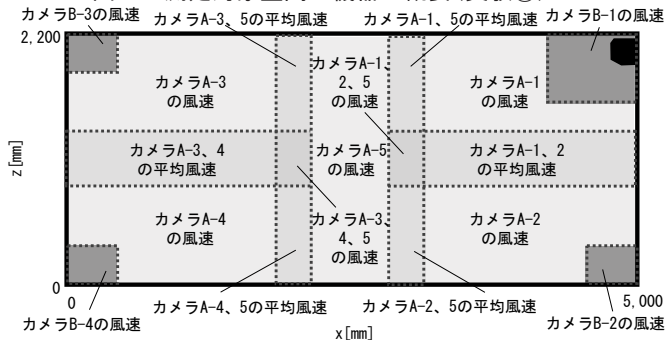 カメラB-3の風速
カメラA-3、5の平均風速
カメラA-1、5の平均風速
カメラB-1の風速
2,200
カメラA-3
の風速
カメラA-1、
2、5
の風速
カメラA-1
の風速
z[mm]
カメラA-3、4
の平均風速
カメラA-5
の風速
カメラA-1、2
の平均風速
カメラA-4
の風速
カメラA-3、
4、5
の風速
カメラA-2
の風速
0
0
5,000
カメラB-4の風速
カメラA-4、5の平均風速
カメラA-2、5の平均風速
カメラB-2の風速
x[mm]